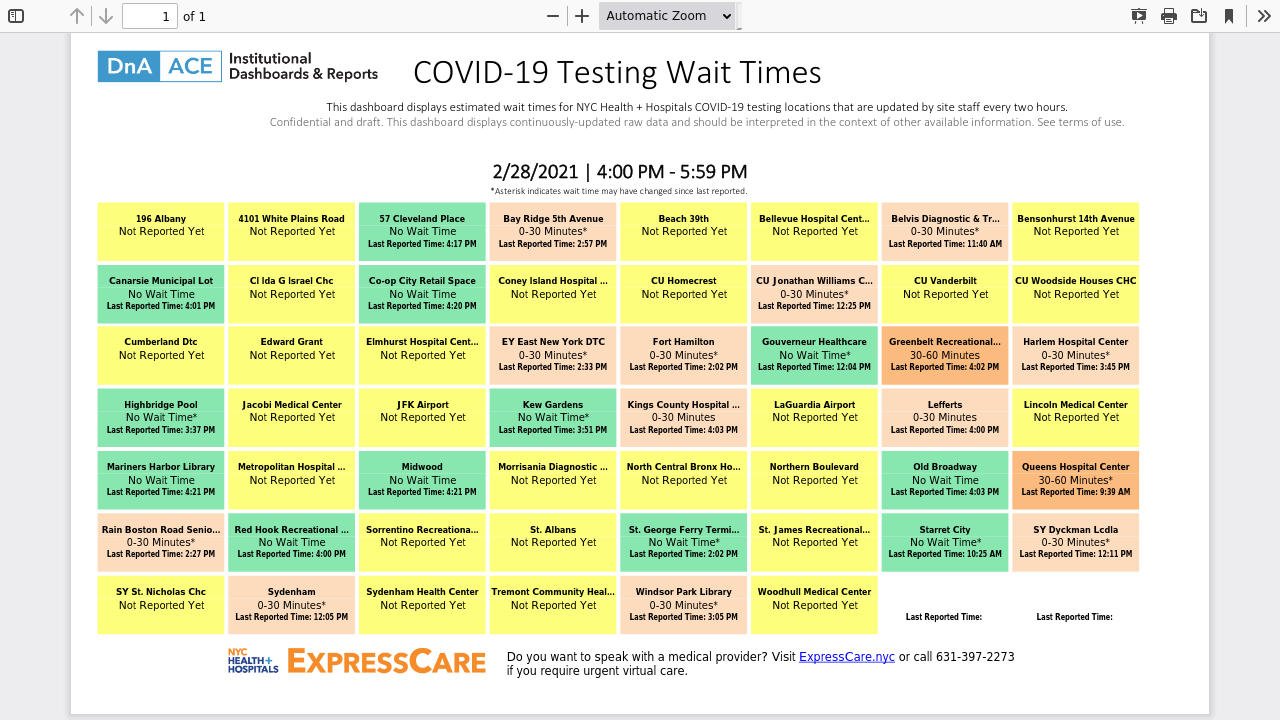 1 of 1 Automatic Zoom
DnA ACE Institutional
Dashboards & Reports
COVID-19 Testing Wait Times
This dashboard displays estimated wait times for NYC Health + Hospitals COVID-19 testing locations that are updated by site staff every two hours.
Confidential and draft. This dashboard displays continuously-updated raw data and should be interpreted in the context of other available information. See terms of use.
2/28/2021 | 4:00 PM - 5:59 PM
*Asterisk indicates wait time may have changed since last reported.
196 Albany
Not Reported Yet
4101 White Plains Road
Not Reported Yet
57 Cleveland Place
No Wait Time
Last Reported Time: 4:17 PM
Bay Ridge 5th Avenue
0-30 Minutes*
Last Reported Time: 2:57 PM
Beach 39th
Not Reported Yet
Bellevue Hospital Cent...
Not Reported Yet
Belvis Diagnostic & Tr...
0-30 Minutes*
Last Reported Time: 11:40 AM
Bensonhurst 14th Avenue
Not Reported Yet
Canarsie Municipal Lot
No Wait Time
Last Reported Time: 4:01 PM
Cl Ida G Israel Chc
Not Reported Yet
Co-op City Retail Space
No Wait Time
Last Reported Time: 4:20 PM
Coney Island Hospital ...
Not Reported Yet
CU Homecrest
Not Reported Yet
CU Jonathan Williams C...
0-30 Minutes*
Last Reported Time: 12:25 PM
CU Vanderbilt
Not Reported Yet
CU Woodside Houses CHC
Not Reported Yet
Cumberland Dtc
Not Reported Yet
Edward Grant
Not Reported Yet
Elmhurst Hospital Cent...
Not Reported Yet
EY East New York DTC
0-30 Minutes*
Last Reported Time: 2:33 PM
Fort Hamilton
0-30 Minutes*
Last Reported Time: 2:02 PM
Gouverneur Healthcare
No Wait Time*
Last Reported Time: 12:04 PM
Greenbelt Recreational...
30-60 Minutes
Last Reported Time: 4:02 PM
Harlem Hospital Center
0-30 Minutes*
Last Reported Time: 3:45 PM
Highbridge Pool
No Wait Time*
Last Reported Time: 3:37 PM
Jacobi Medical Center
Not Reported Yet
JFK Airport
Not Reported Yet
Kew Gardens
No Wait Time*
Last Reported Time: 3:51 PM
Kings County Hospital ...
0-30 Minutes
Last Reported Time: 4:03 PM
LaGuardia Airport
Not Reported Yet
Lefferts
0-30 Minutes
Last Reported Time: 4:00 PM
Lincoln Medical Center
Not Reported Yet
Mariners Harbor Library
No Wait Time
Last Reported Time: 4:21 PM
Metropolitan Hospital ...
Not Reported Yet
Midwood
No Wait Time
Last Reported Time: 4:21 PM
Morrisania Diagnostic ...
Not Reported Yet
North Central Bronx Ho...
Not Reported Yet
Northern Boulevard
Not Reported Yet
Old Broadway
No Wait Time
Last Reported Time: 4:03 PM
Queens Hospital Center
30-60 Minutes*
Last Reported Time: 9:39 AM
Rain Boston Road Senio...
0-30 Minutes*
Last Reported Time: 2:27 PM
Red Hook Recreational ...
No Wait Time
Last Reported Time: 4:00 PM
Sorrentino Recreationa...
Not Reported Yet
St. Albans
Not Reported Yet
St. George Ferry Termi...
No Wait Time*
Last Reported Time: 2:02 PM
St. James Recreational...
Not Reported Yet
Starret City
No Wait Time*
Last Reported Time: 10:25 AM
SY Dyckman Lcdla
0-30 Minutes*
Last Reported Time: 12:11 PM
SY St. Nicholas Chc
Not Reported Yet
Sydenham
0-30 Minutes*
Last Reported Time: 12:05 PM
Sydenham Health Center
Not Reported Yet
Tremont Community Heal...
Not Reported Yet
Windsor Park Library
0-30 Minutes*
Last Reported Time: 3:05 PM
Woodhull Medical Center
Not Reported Yet
Last Reported Time:
Last Reported Time:
NYC
HEALTH+
HOSPITALS
EXPRESSCARE
Do you want to speak with a medical provider? Visit ExpressCare.nyc or call 631-397-2273
if you require urgent virtual care.